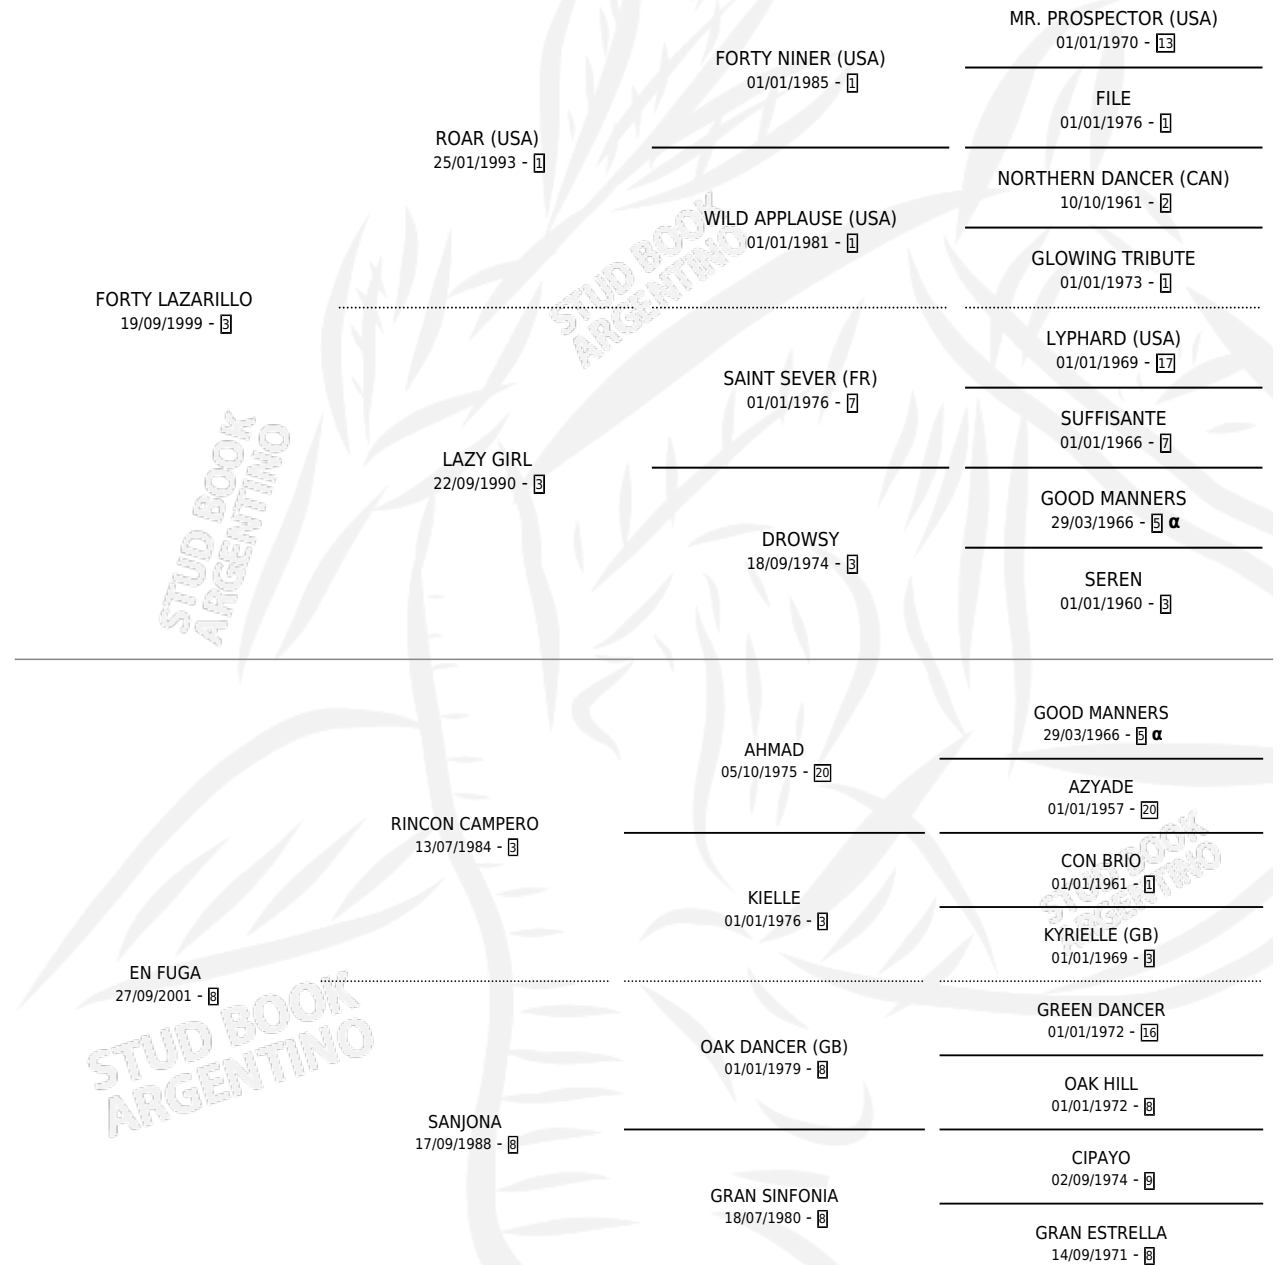 MR. PROSPECTOR (USA)
01/01/1970 - 13
FORTY NINER (USA)
01/01/1985 - 1
FILE
01/01/1976 - 1
ROAR (USA)
25/01/1993 - 1
NORTHERN DANCER (CAN)
10/10/1961 - 2
WILD APPLAUSE (USA)
01/01/1981 - 1
GLOWING TRIBUTE
01/01/1973 - 1
FORTY LAZARILLO
19/09/1999 - 3
LYPHARD (USA)
01/01/1969 - 17
SAINT SEVER (FR)
01/01/1976 - 7
SUFFISANTE
01/01/1966 - 7
LAZY GIRL
22/09/1990 - 3
GOOD MANNERS
29/03/1966 - 5 α
DROWSY
18/09/1974 - 3
SEREN
01/01/1960 - 3
GOOD MANNERS
29/03/1966 - 5 α
AHMAD
05/10/1975 - 20
AZYADE
01/01/1957 - 20
RINCON CAMPERO
13/07/1984 - 3
CON BRIO
01/01/1961 - 1
KIELLE
01/01/1976 - 3
KYRIELLE (GB)
01/01/1969 - 3
EN FUGA
27/09/2001 - 8
GREEN DANCER
01/01/1972 - 16
OAK DANCER (GB)
01/01/1979 - 8
OAK HILL
01/01/1972 - 8
SANJONA
17/09/1988 - 8
CIPAYO
02/09/1974 - 9
GRAN SINFONIA
18/07/1980 - 8
GRAN ESTRELLA
14/09/1971 - 8
STUD BOOK
ARGENTINO
STUD BOOK
ARGENTINO
STUD BOOK
ARGENTINO
STUD BOOK
ARGENTINO